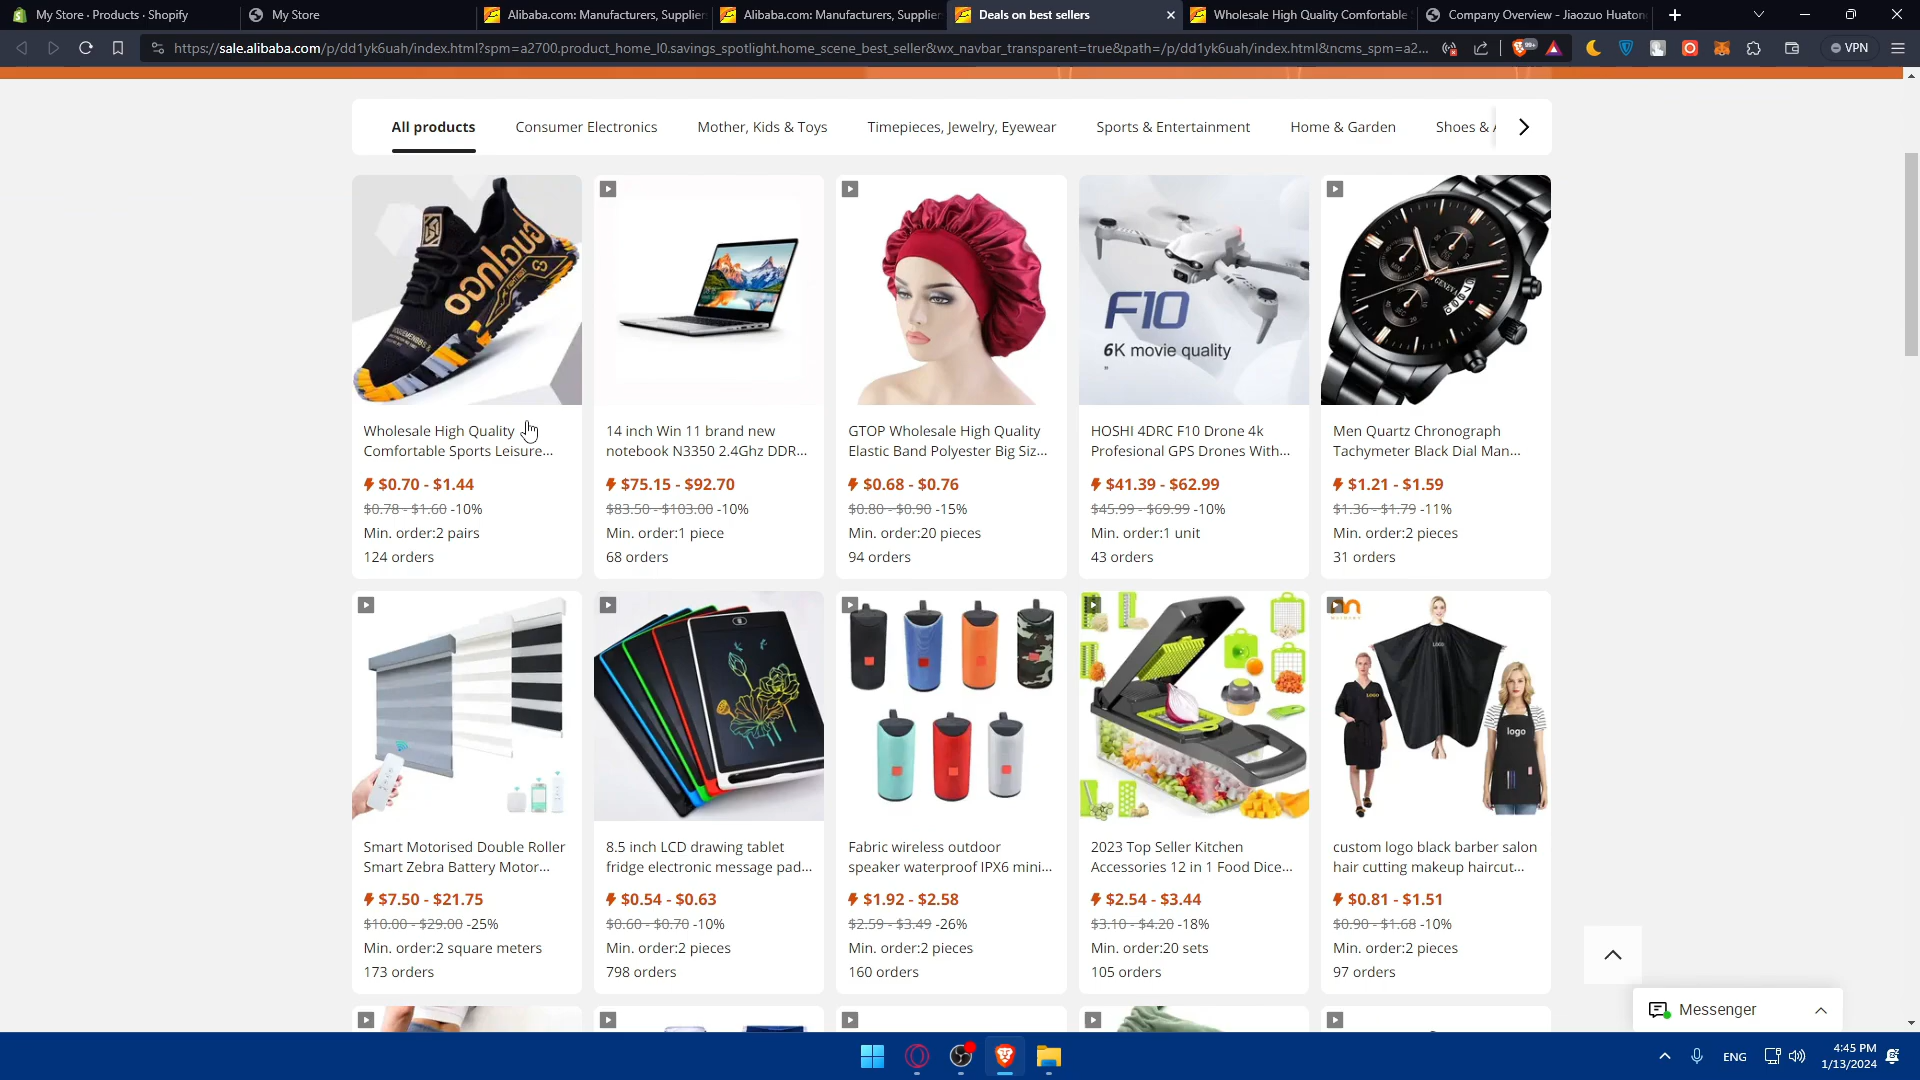 My Store · Products · Shopify
My Store
Alibaba.com: Manufacturers, Supplier
Alibaba.com: Manufacturers, Supplier
Deals on best sellers
Wholesale High Quality Comfortable
Company Overview - Jiaozuo Huaton
https://sale.alibaba.com/p/dd1yk6uah/index.html?spm=a2700.product_home_l0.savings_spotlight.home_scene_best_seller&wx_navbar_transparent=true&path=/p/dd1yk6uah/index.html&ncms_spm=a2...
99+
VPN
All products
Consumer Electronics
Mother, Kids & Toys
Timepieces, Jewelry, Eyewear
Sports & Entertainment
Home & Garden
Shoes &
F10
6K movie quality
GENEVA
Wholesale High Quality
Comfortable Sports Leisure...
$0.70 - $1.44
$0.78 - $1.60 -10%
Min. order:2 pairs
124 orders
14 inch Win 11 brand new
notebook N3350 2.4Ghz DDR...
$75.15 - $92.70
$83.50 - $103.00 -10%
Min. order:1 piece
68 orders
GTOP Wholesale High Quality
Elastic Band Polyester Big Siz...
$0.68 - $0.76
$0.80 - $0.90 -15%
Min. order:20 pieces
94 orders
HOSHI 4DRC F10 Drone 4k
Profesional GPS Drones With...
$41.39 - $62.99
$45.99 - $69.99 -10%
Min. order:1 unit
43 orders
Men Quartz Chronograph
Tachymeter Black Dial Man...
$1.21 - $1.59
$1.36 - $1.79 -11%
Min. order:2 pieces
31 orders
LOGO
LOGO
logo
Smart Motorised Double Roller
Smart Zebra Battery Motor...
$7.50 - $21.75
$10.00 - $29.00 -25%
Min. order:2 square meters
173 orders
8.5 inch LCD drawing tablet
fridge electronic message pad...
$0.54 - $0.63
$0.60 - $0.70 -10%
Min. order:2 pieces
798 orders
Fabric wireless outdoor
speaker waterproof IPX6 mini...
$1.92 - $2.58
$2.59 - $3.49 -26%
Min. order:2 pieces
160 orders
2023 Top Seller Kitchen
Accessories 12 in 1 Food Dice...
$2.54 - $3.44
$3.10 - $4.20 -18%
Min. order:20 sets
105 orders
custom logo black barber salon
hair cutting makeup haircut...
$0.81 - $1.51
$0.90 - $1.68 -10%
Min. order:2 pieces
97 orders
Messenger
ENG
4:45 PM
1/13/2024